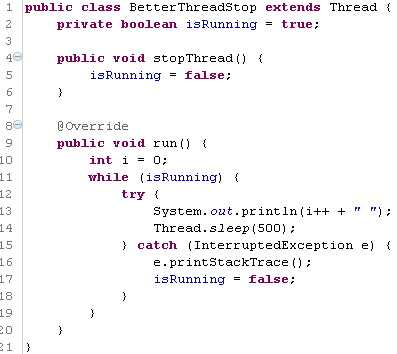 1 public class BetterThreadStop extends Thread {
2 private boolean isRunning = true;
3
4 public void stopThread() {
5 isRunning = false;
6 }
7
8 @Override
9 public void run() {
10 int i = 0;
11 while (isRunning) {
12 try {
13 System.out.println(i++ + " ");
14 Thread.sleep(500);
15 } catch (InterruptedException e) {
16 e.printStackTrace();
17 isRunning = false;
18 }
19 }
20 }
21 }